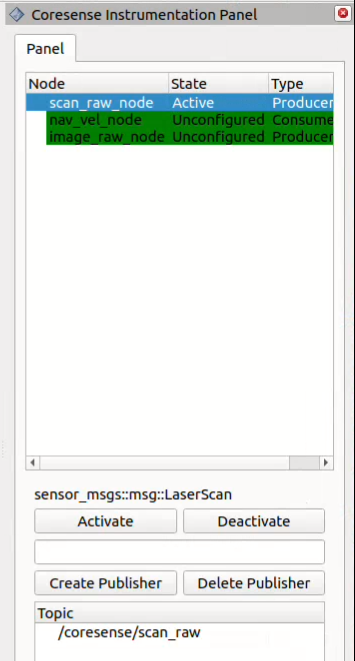 Coresense Instrumentation Panel
Panel
Node State Type
scan_raw_node Active Producer
nav_vel_node Unconfigured Consume
image_raw_node Unconfigured Producer
sensor_msgs::msg::LaserScan
Activate Deactivate
Create Publisher Delete Publisher
Topic
/coresense/scan_raw